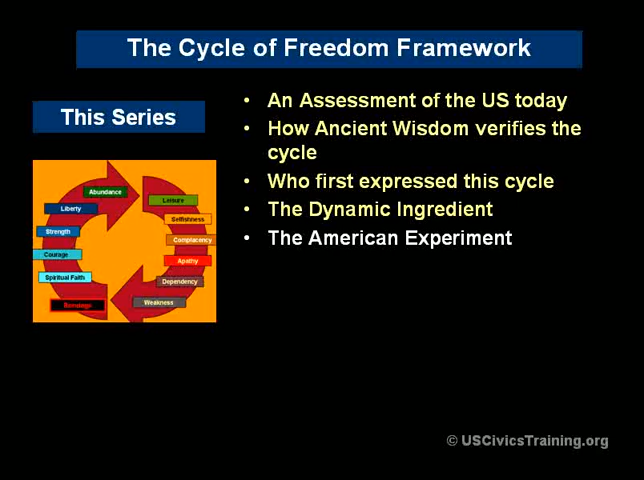 The Cycle of Freedom Framework
This Series
• An Assessment of the US today
• How Ancient Wisdom verifies the
cycle
• Who first expressed this cycle
• The Dynamic Ingredient
• The American Experiment
Abundance
Leisure
Liberty
Selfishness
Strength
Complacency
Courage
Apathy
Spiritual Faith
Dependency
Bondage
Weakness
© USCivicsTraining.org